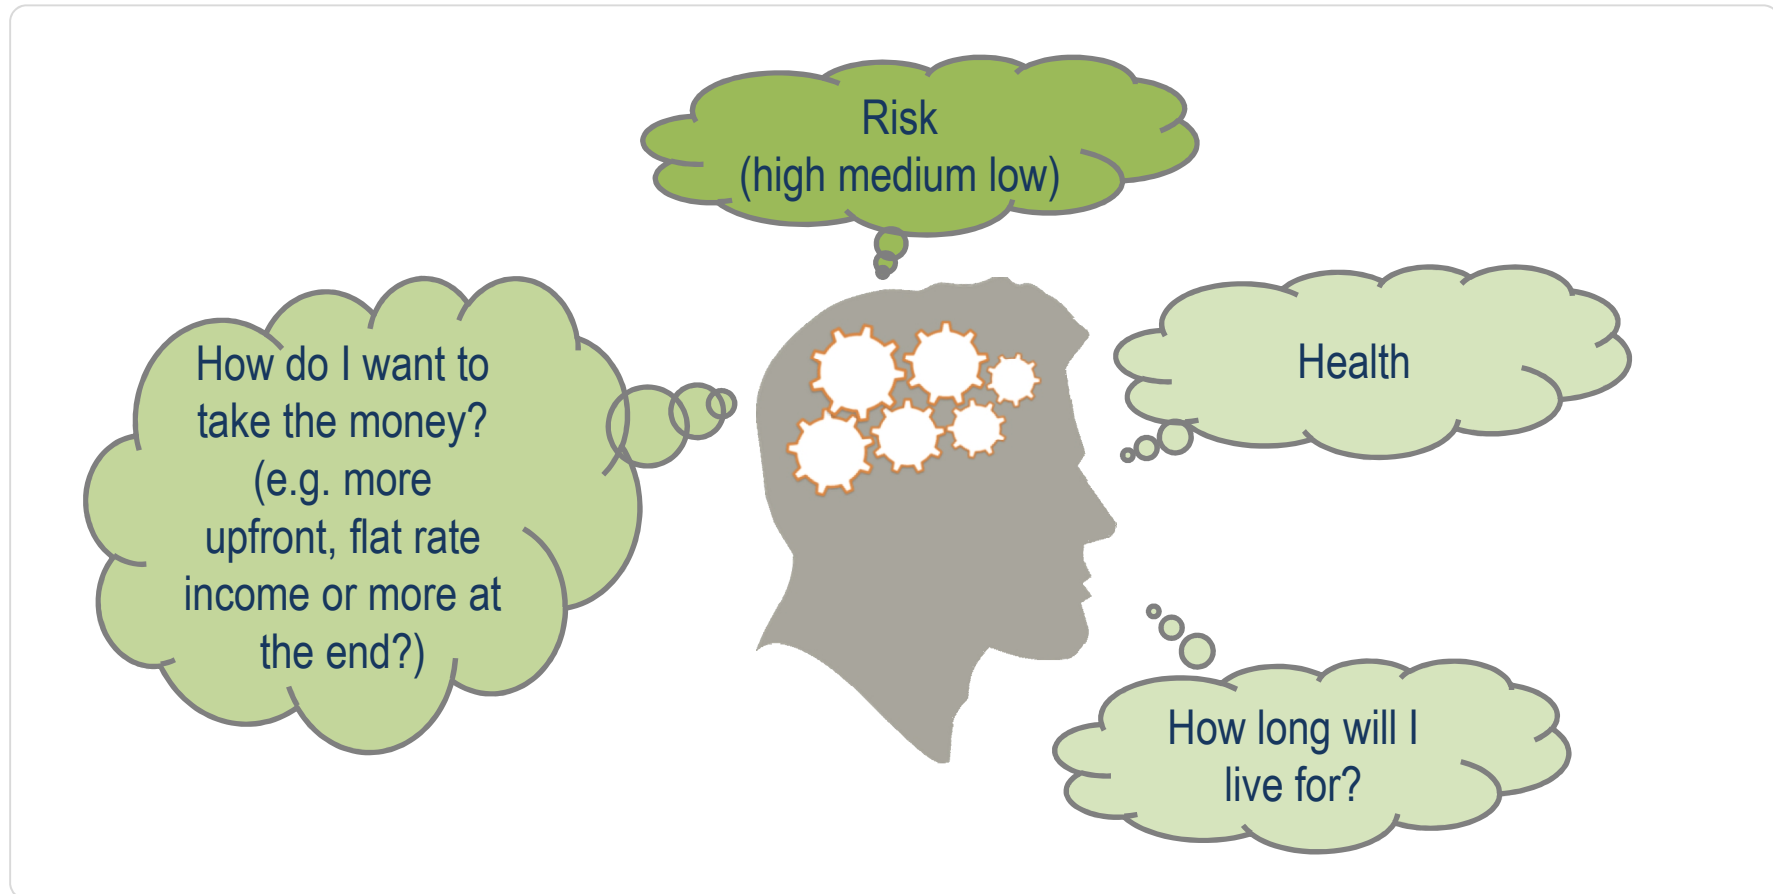 Risk
(high medium low)
How do I want to
take the money?
(e.g. more
upfront, flat rate
income or more at
the end?)
Health
How long will I
live for?